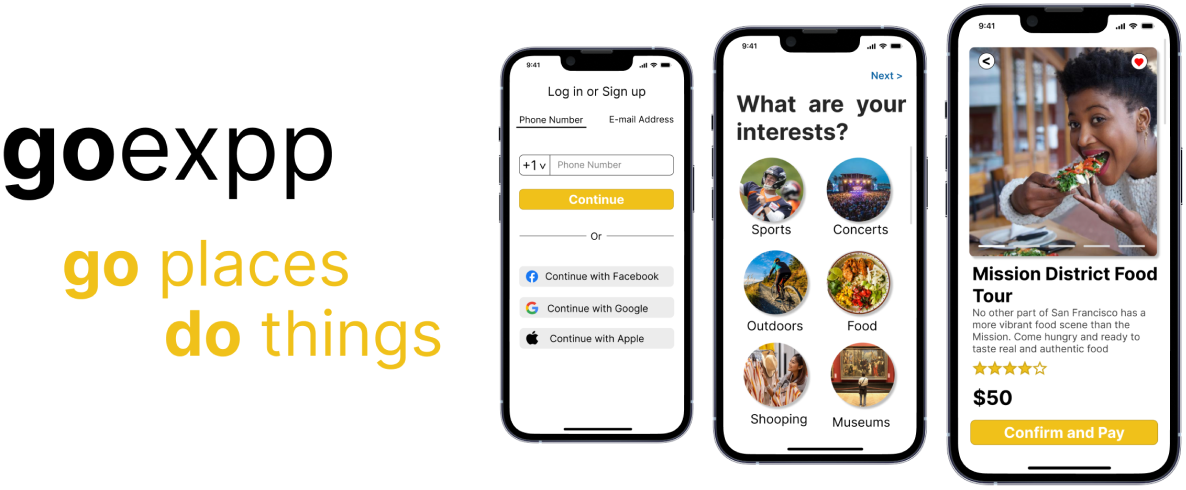 goexpp
go places
do things
9:41
Log in or Sign up
Phone Number E-mail Address
+1 v Phone Number
Continue
Or
Continue with Facebook
Continue with Google
Continue with Apple
9:41
Next >
What are your
interests?
Sports Concerts
Outdoors Food
Shooping Museums
9:41
<
Mission District Food
Tour
No other part of San Francisco has a
more vibrant food scene than the
Mission. Come hungry and ready to
taste real and authentic food
$50
Confirm and Pay